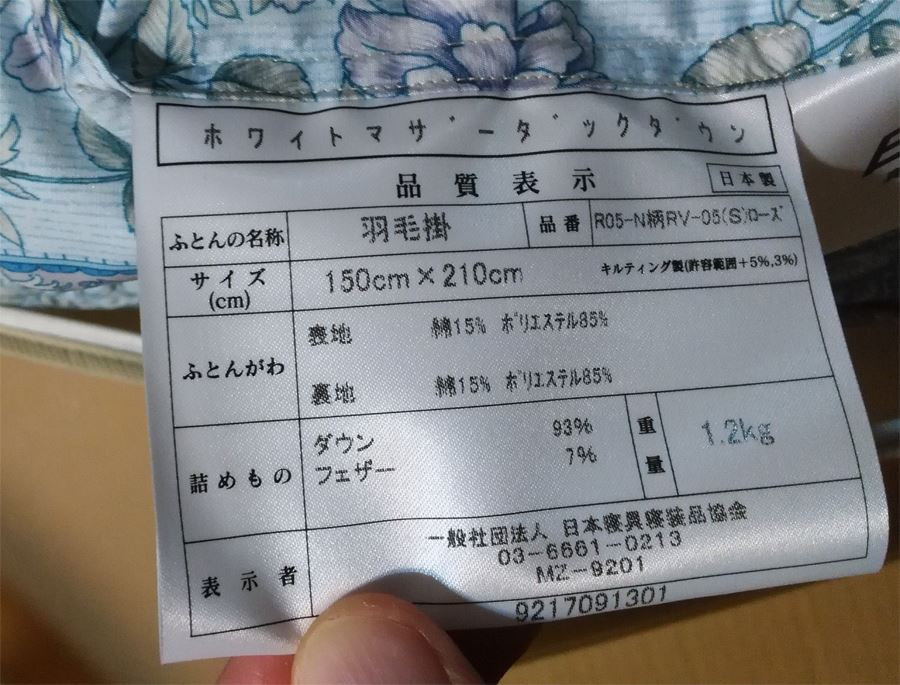 ホワイトマザーダックダウン
品質表示
日本製
ふとんの名称 羽毛掛 品番 R05-N柄RV-05(S)ローズ
サイズ(cm) 150cm×210cm キルティング製(許容範囲+5%,3%)
ふとんがわ
表地 綿15% ポリエステル85%
裏地 綿15% ポリエステル85%
詰めもの
ダウン 93%
フェザー 7%
重量 1.2kg
表示者
一般社団法人 日本寝具寝装品協会
03-6661-0213
MZ-9201
9217091301